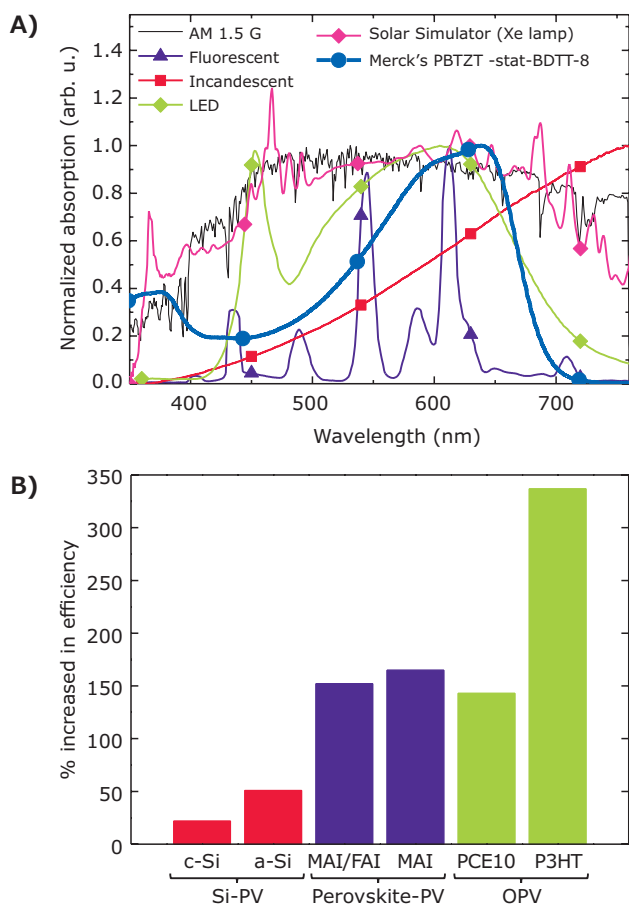 A)
AM 1.5 G
Fluorescent
Incandescent
LED
Solar Simulator (Xe lamp)
Merck's PBTZT -stat-BDTT-8
Normalized absorption (arb. u.)
1.4
1.2
1.0
0.8
0.6
0.4
0.2
0.0
400 500 600 700
Wavelength (nm)
B)
% increased in efficiency
350
300
250
200
150
100
50
0
c-Si a-Si MAI/FAI MAI PCE10 P3HT
Si-PV Perovskite-PV OPV